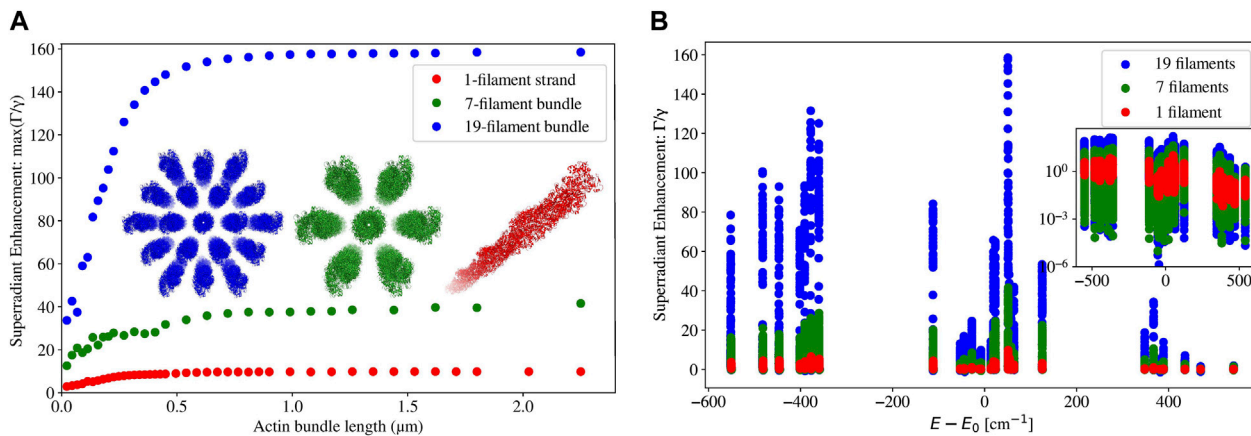 A
Superradiant Enhancement: max(Γ/γ)
160
140
120
100
80
60
40
20
0
1-filament strand
7-filament bundle
19-filament bundle
0.0 0.5 1.0 1.5 2.0
Actin bundle length (μm)
B
Superradiant Enhancement: Γ/γ
160
140
120
100
80
60
40
20
0
19 filaments
7 filaments
1 filament
10⁰
10⁻³
10⁻⁶
−500 0 500
−600 −400 −200 0 200 400
E − E₀ [cm⁻¹]